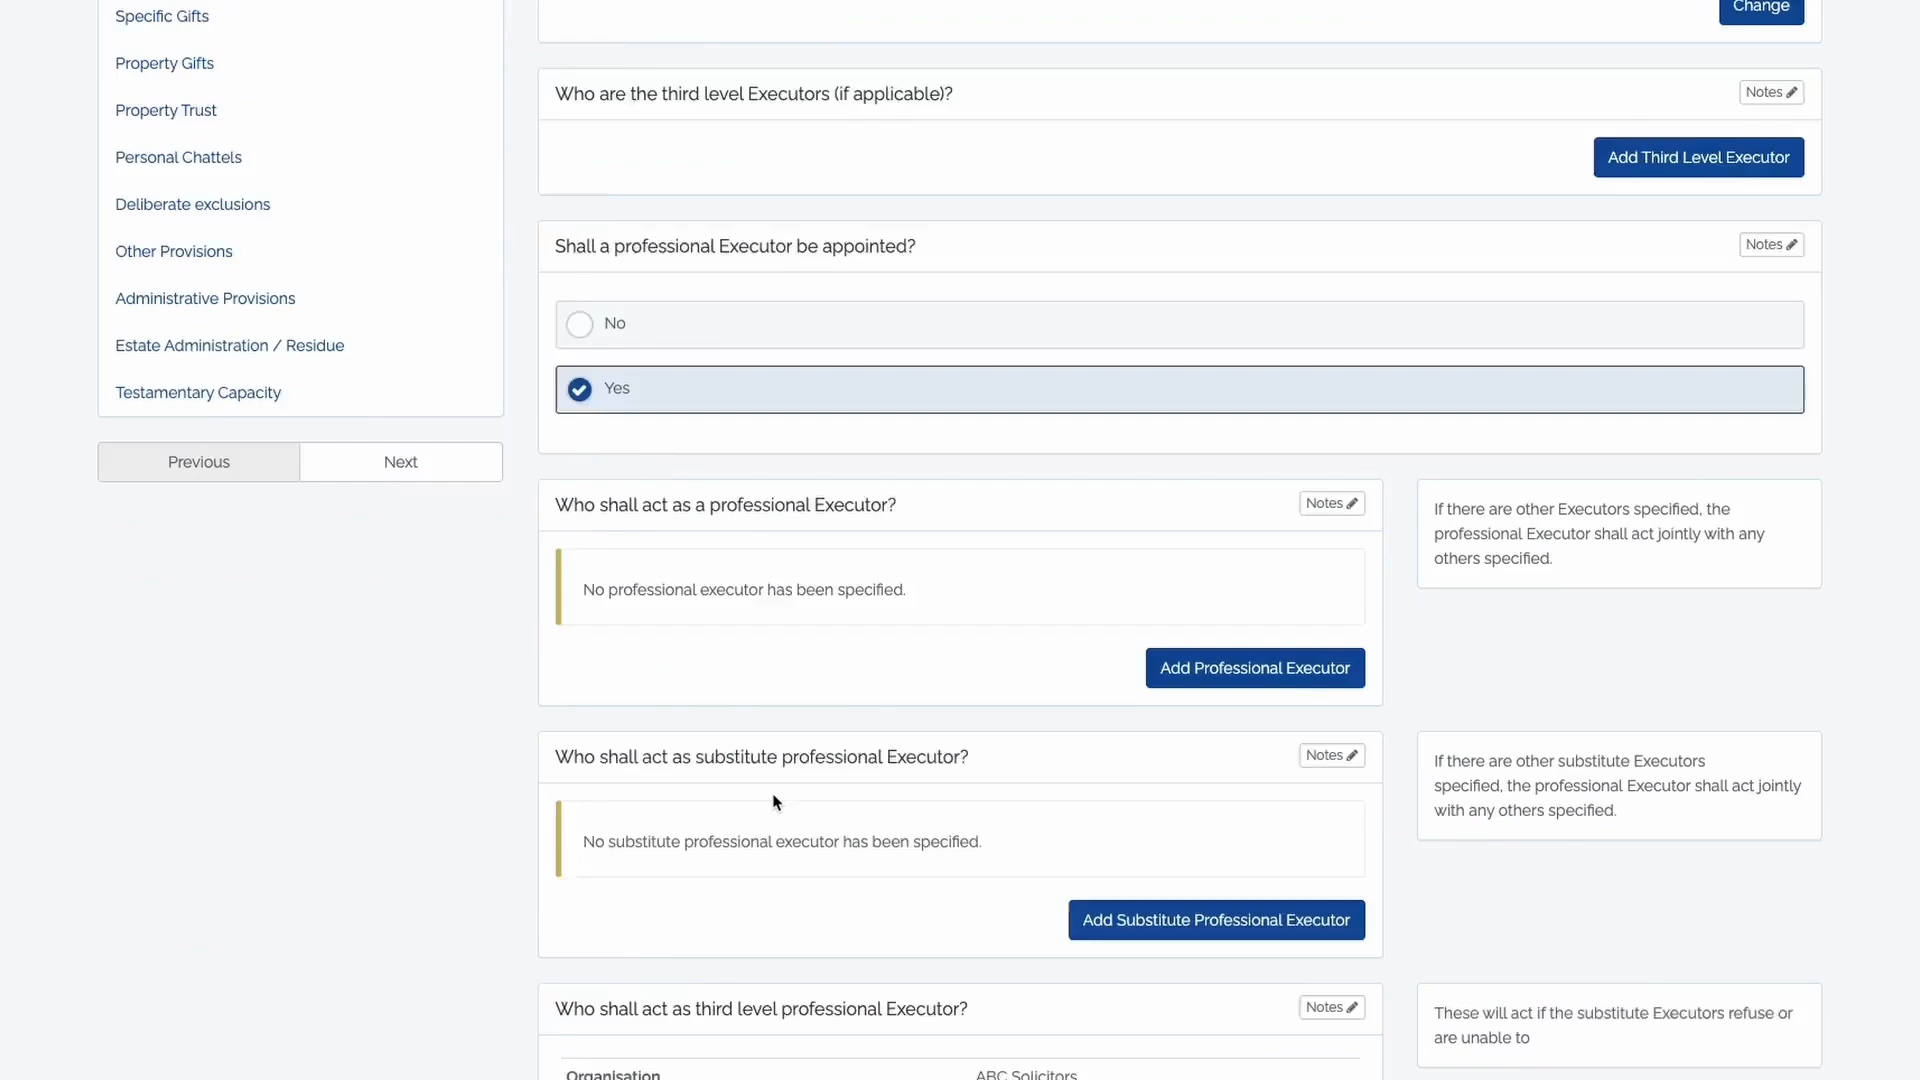 Specific Gifts
Property Gifts
Property Trust
Personal Chattels
Deliberate exclusions
Other Provisions
Administrative Provisions
Estate Administration / Residue
Testamentary Capacity
Previous
Next
Change
Who are the third level Executors (if applicable)?
Notes
Add Third Level Executor
Shall a professional Executor be appointed?
Notes
No
Yes
Who shall act as a professional Executor?
Notes
No professional executor has been specified.
Add Professional Executor
If there are other Executors specified, the
professional Executor shall act jointly with any
others specified.
Who shall act as substitute professional Executor?
Notes
No substitute professional executor has been specified.
Add Substitute Professional Executor
If there are other substitute Executors
specified, the professional Executor shall act jointly
with any others specified.
Who shall act as third level professional Executor?
Notes
Organisation
ABC Solicitors
These will act if the substitute Executors refuse or
are unable to